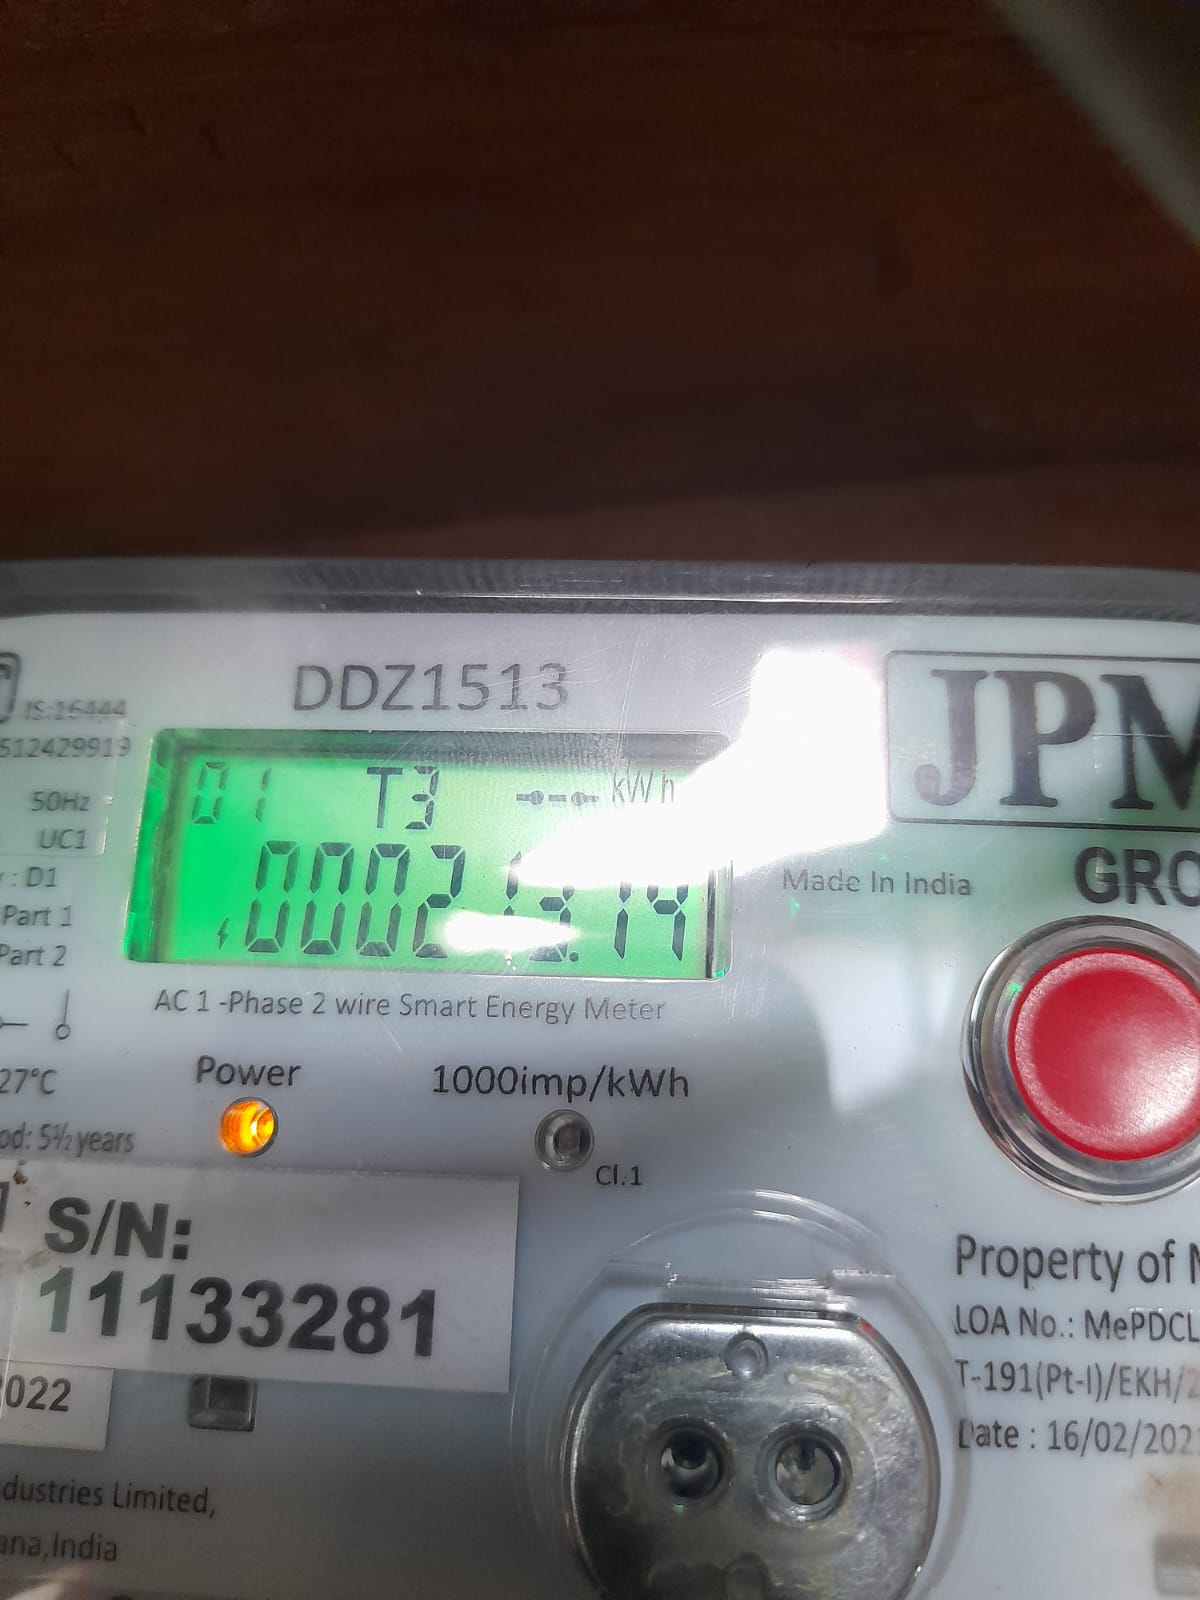 DDZ1513
JPM
IS:16444
512429919
50Hz
UC1
: D1
Part 1
Part 2
27°C
od: 5½ years
01 T3 kWh
Made In India
GRO
AC 1 -Phase 2 wire Smart Energy Meter
Power
1000imp/kWh
Cl.1
S/N:
11133281
2022
dustries Limited,
ana,India
Property of
LOA No.: MePDCL
T-191(Pt-I)/EKH/
Date : 16/02/202